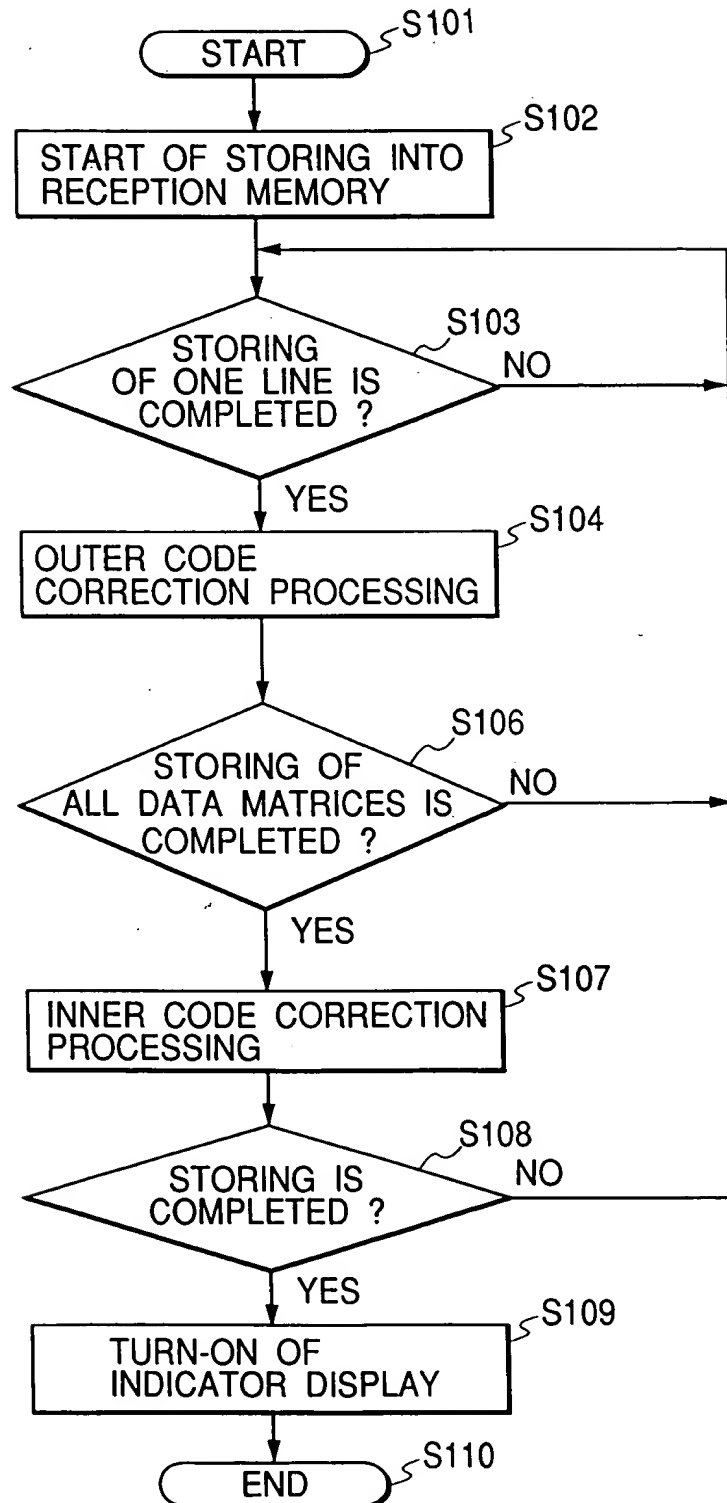 S101
START
S102
START OF STORING INTO
RECEPTION MEMORY
S103
STORING
OF ONE LINE IS
COMPLETED ?
NO
YES
S104
OUTER CODE
CORRECTION PROCESSING
S106
STORING OF
ALL DATA MATRICES IS
COMPLETED ?
NO
YES
S107
INNER CODE CORRECTION
PROCESSING
S108
STORING IS
COMPLETED ?
NO
YES
S109
TURN-ON OF
INDICATOR DISPLAY
END
S110